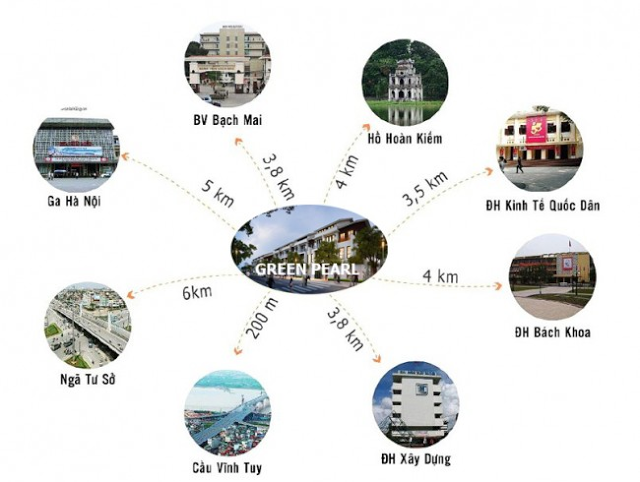 BV Bạch Mai
Hồ Hoàn Kiếm
Ga Hà Nội
3,8 km
4 km
5 km
3,5 km
ĐH Kinh Tế Quốc Dân
GREEN PEARL
4 km
6km
200 m
3,8 km
ĐH Bách Khoa
Ngã Tư Sở
Cầu Vĩnh Tuy
ĐH Xây Dựng